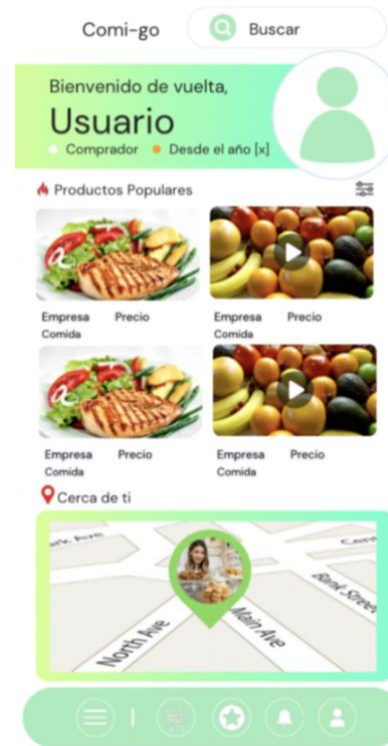 Comi-go
Buscar
Bienvenido de vuelta,
Usuario
Comprador Desde el año [x]
Productos Populares
Empresa Precio Empresa Precio
Comida Comida
Empresa Precio Empresa Precio
Comida Comida
Cerca de ti
Ave
North Ave
Main Ave
Bank Street